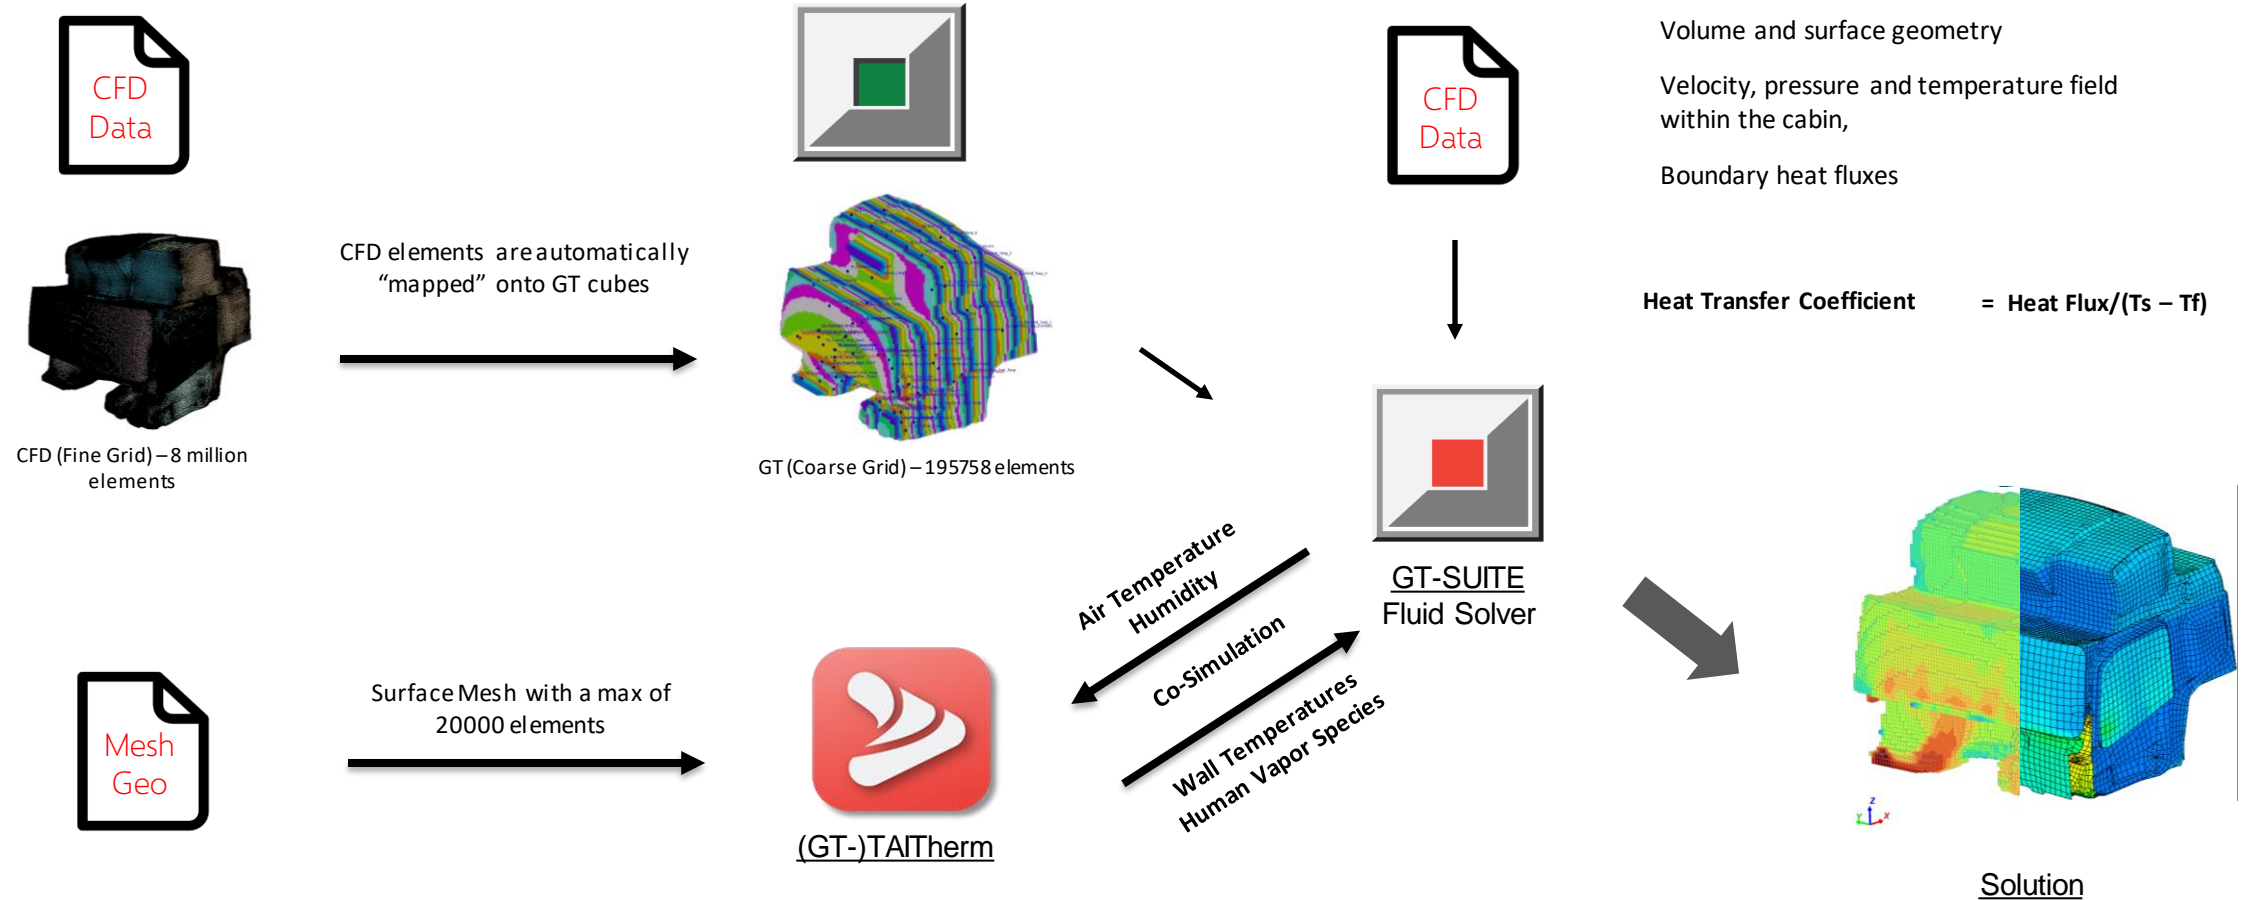 CFD
Data
CFD
Data
Volume and surface geometry
Velocity, pressure and temperature field
within the cabin,
Boundary heat fluxes
CFD elements are automatically
“mapped” onto GT cubes
Heat Transfer Coefficient = Heat Flux/(Ts – Tf)
CFD (Fine Grid) – 8 million
elements
GT (Coarse Grid) – 195758 elements
Air Temperature
Humidity
Co-Simulation
Wall Temperatures
Human Vapor Species
GT-SUITE
Fluid Solver
Mesh
Geo
Surface Mesh with a max of
20000 elements
(GT-)TAITherm
Z
Y
X
Solution